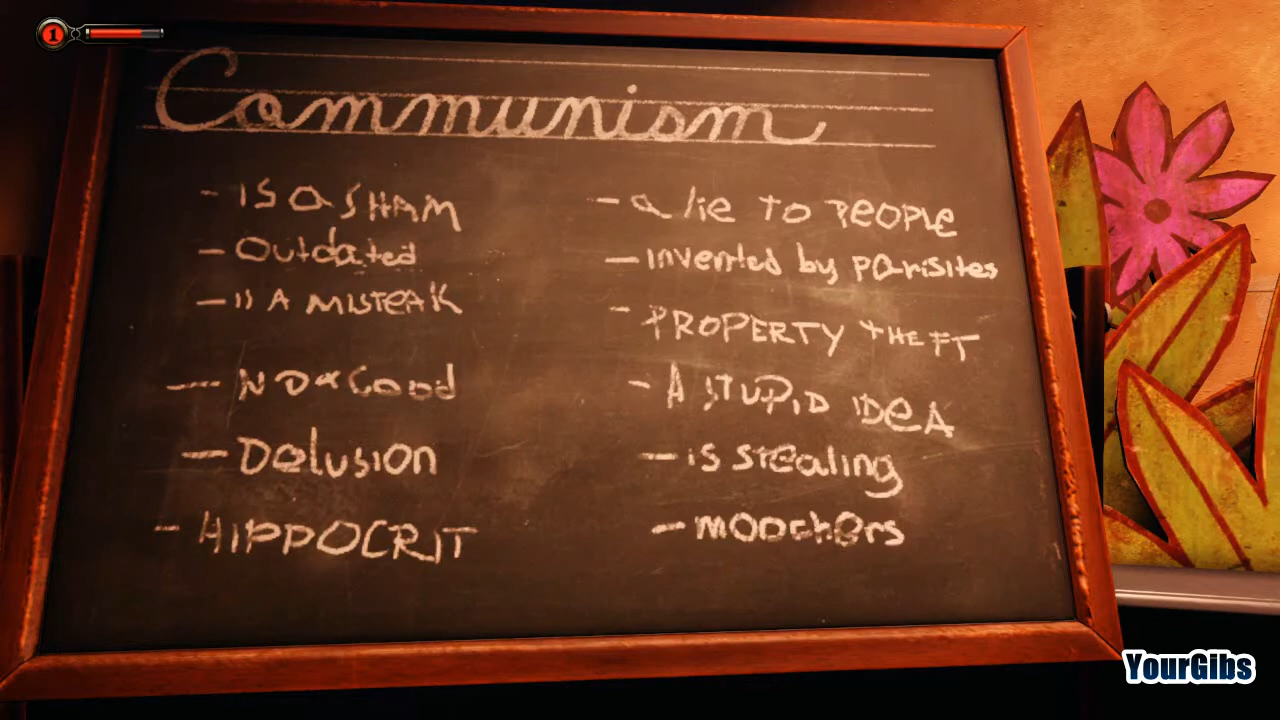 1
Communism
- IS a SHAM
- Outdated
- IS A MISTEAK
- NO Good
- Delusion
- HIPPOCRIT
- a lie TO PEOPLE
- invented by parisites
- PROPERTY tHEFT
- A STUPID IDeA
- is stealing
- moochers
YourGibs